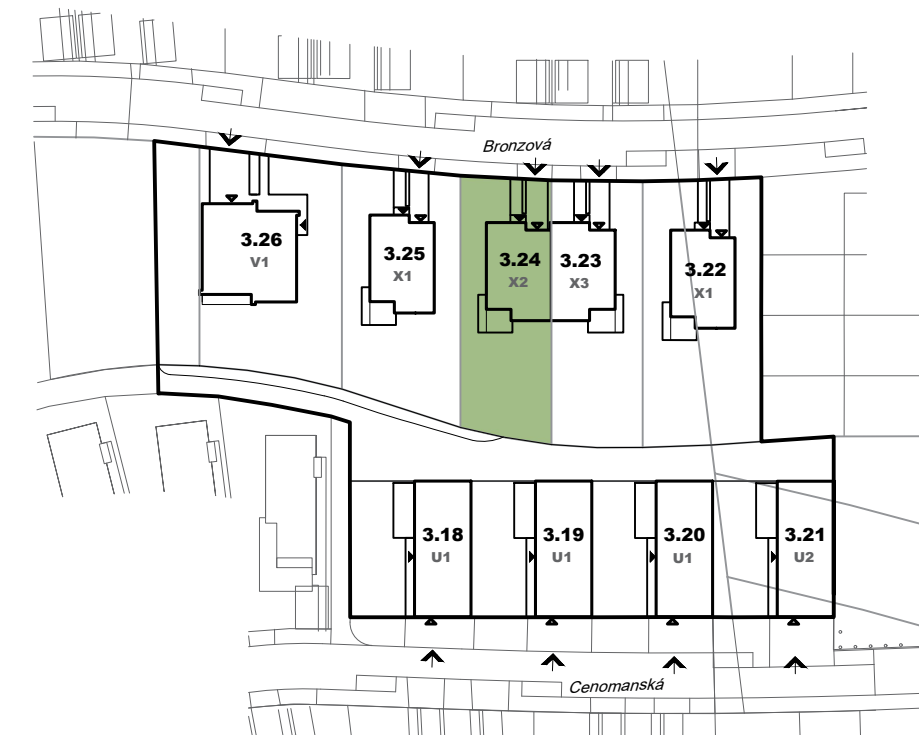 Bronzová
3.26
V1
3.25
X1
3.24
X2
3.23
X3
3.22
X1
3.18
U1
3.19
U1
3.20
U1
3.21
U2
Cenomanská